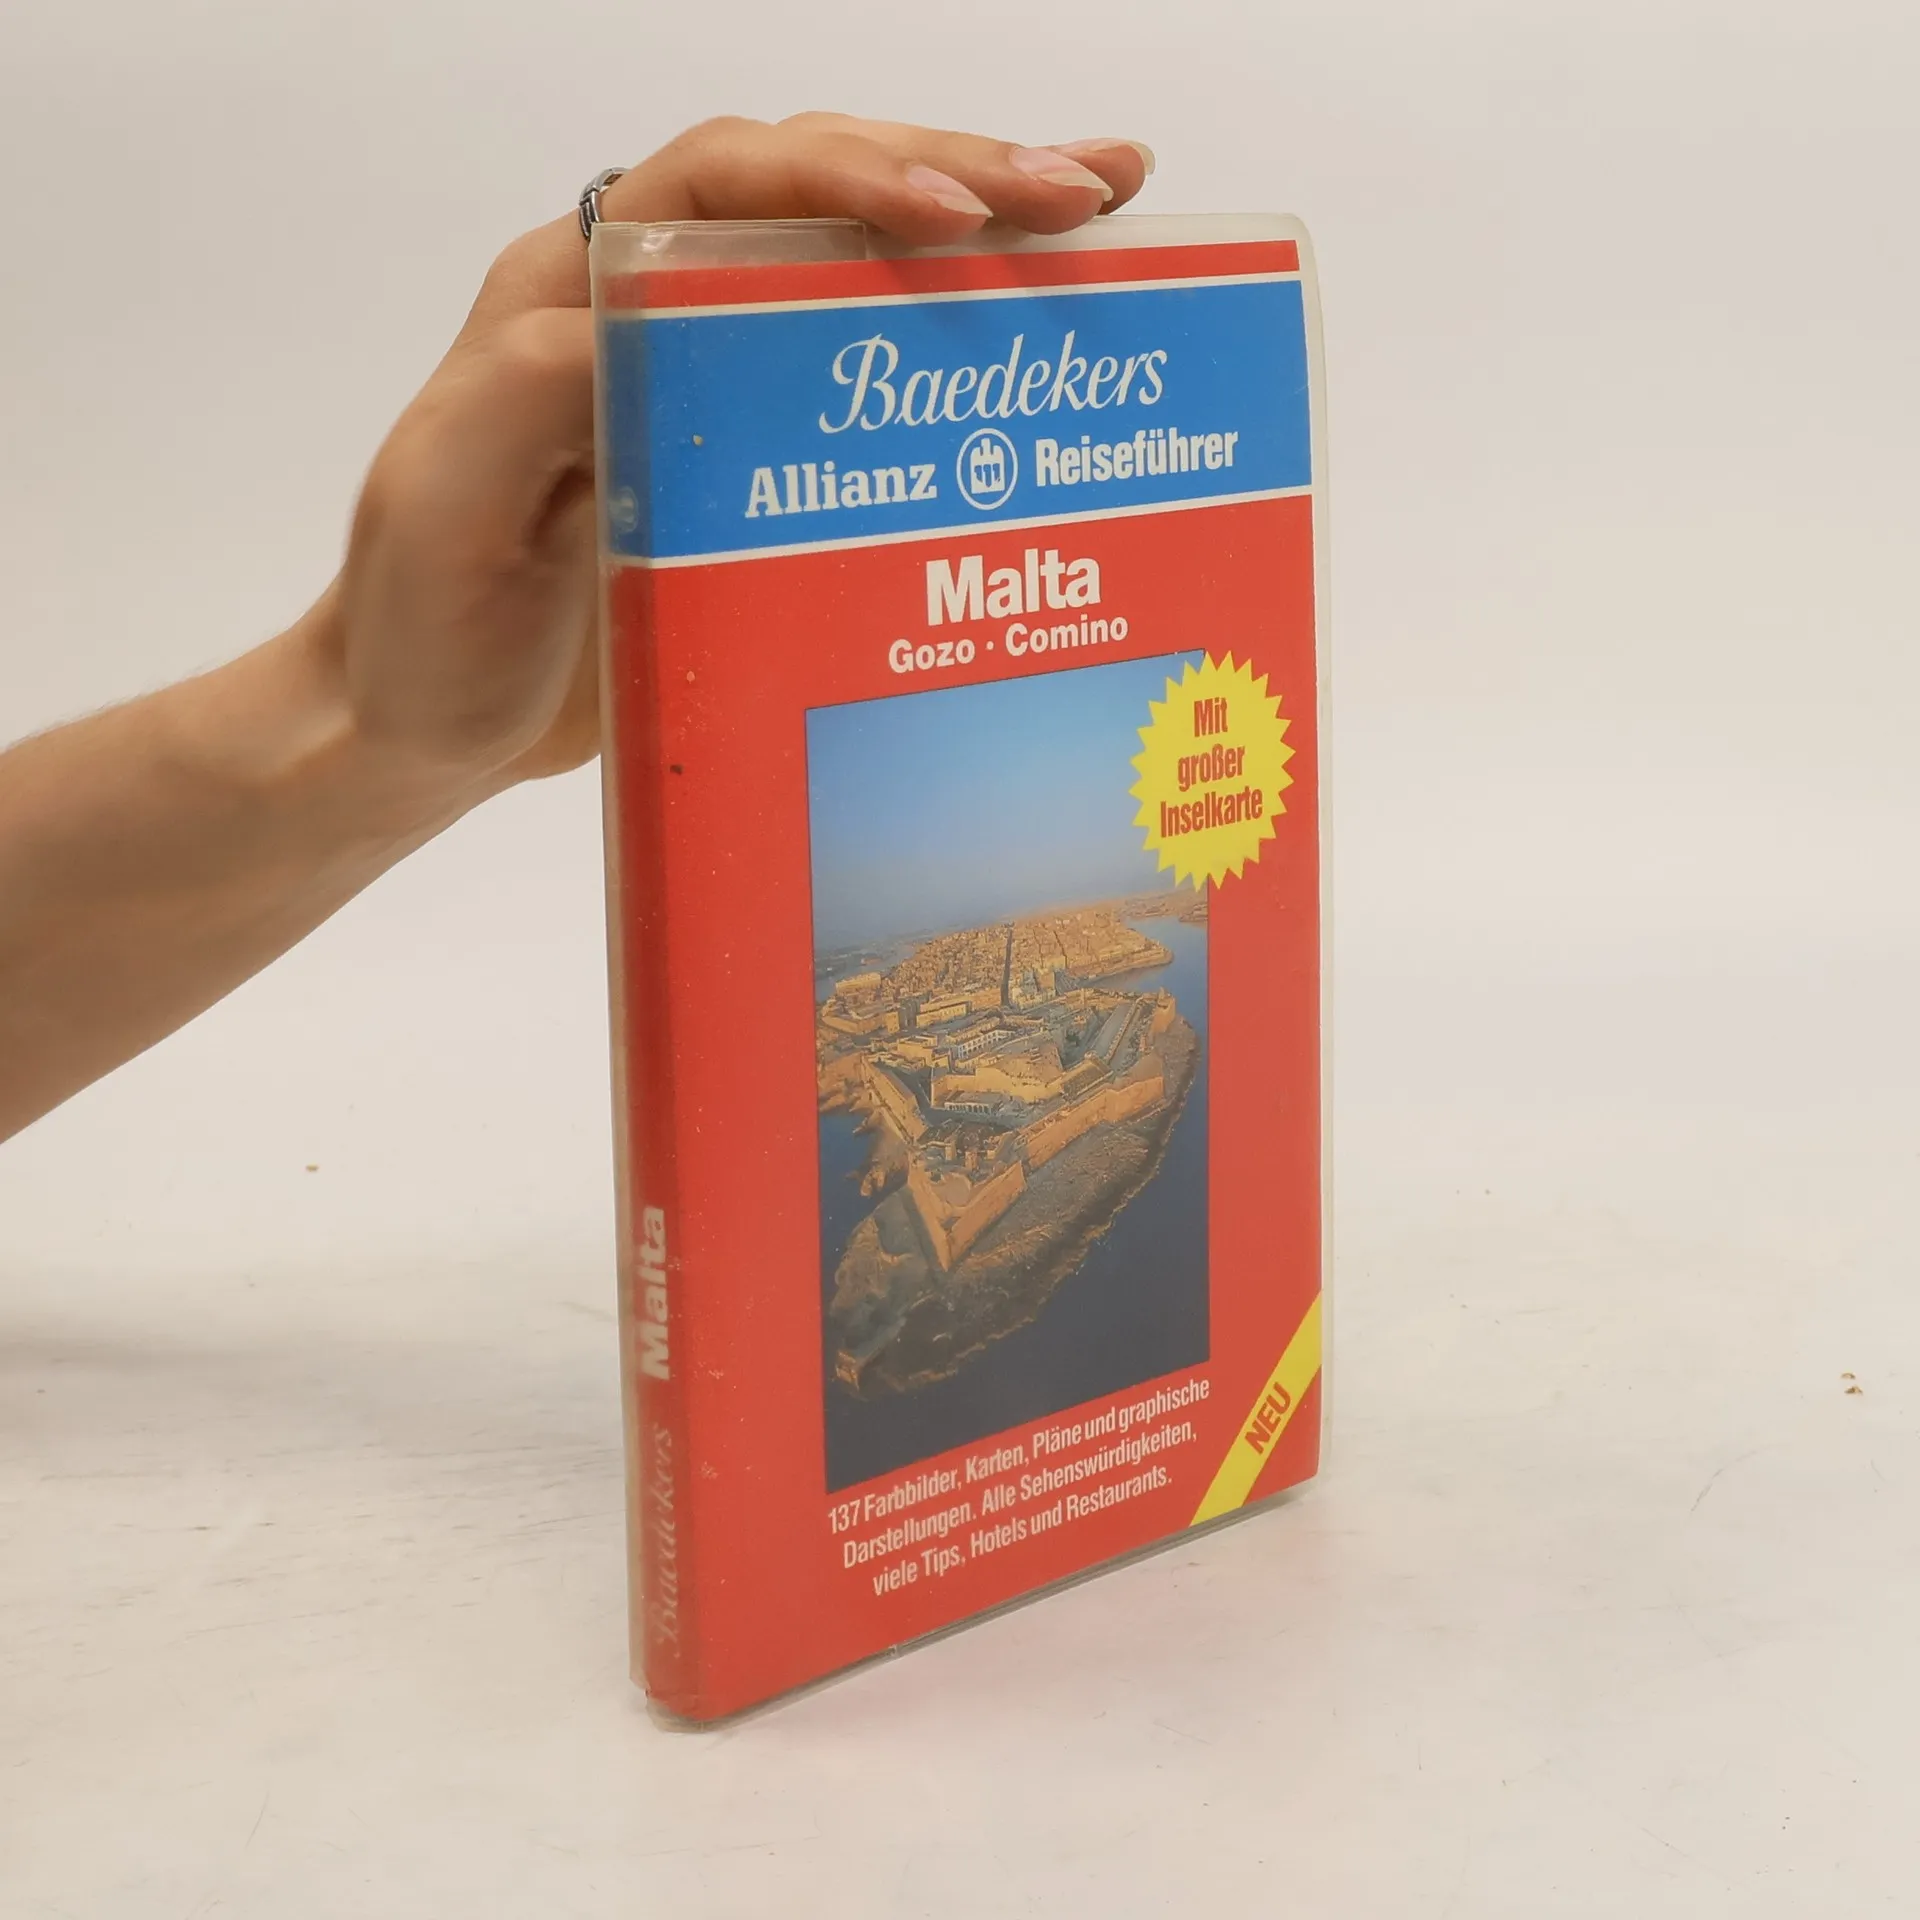 Baedekers
Allianz Reiseführer
Malta
Gozo · Comino
Mit
großer
Inselkarte
137 Farbbilder, Karten, Pläne und graphische
Darstellungen. Alle Sehenswürdigkeiten,
viele Tips, Hotels und Restaurants.
NEU
Baedekers Malta